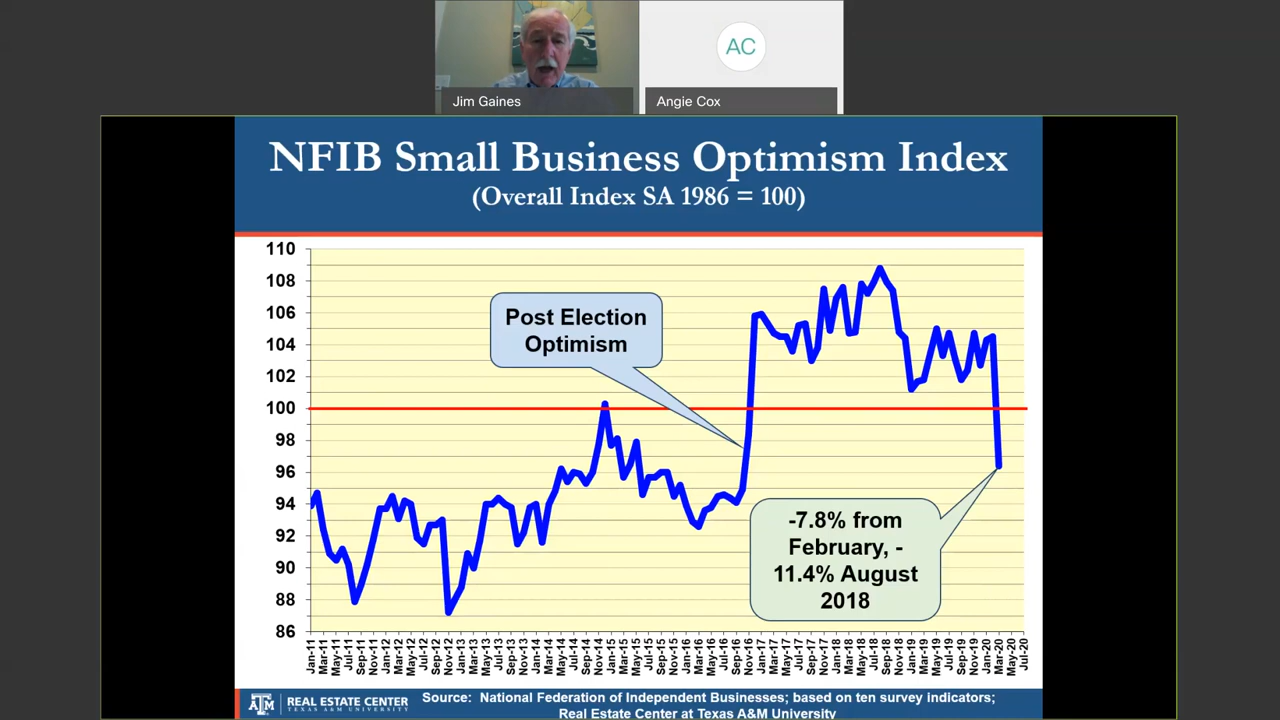 AC
Jim Gaines
Angie Cox
NFIB Small Business Optimism Index
(Overall Index SA 1986 = 100)
110
108
106
104
102
100
98
96
94
92
90
88
86
Post Election
Optimism
-7.8% from
February, -
11.4% August
2018
Jan-11
Mar-11
May-11
Jul-11
Sep-11
Nov-11
Jan-12
Mar-12
May-12
Jul-12
Sep-12
Nov-12
Jan-13
Mar-13
May-13
Jul-13
Sep-13
Nov-13
Jan-14
Mar-14
May-14
Jul-14
Sep-14
Nov-14
Jan-15
Mar-15
May-15
Jul-15
Sep-15
Nov-15
Jan-16
Mar-16
May-16
Jul-16
Sep-16
Nov-16
Jan-17
Mar-17
May-17
Jul-17
Sep-17
Nov-17
Jan-18
Mar-18
May-18
Jul-18
Sep-18
Nov-18
Jan-19
Mar-19
May-19
Jul-19
Sep-19
Nov-19
Jan-20
Mar-20
May-20
Jul-20
ATM
REAL ESTATE CENTER
TEXAS A&M UNIVERSITY
Source: National Federation of Independent Businesses; based on ten survey indicators;
Real Estate Center at Texas A&M University